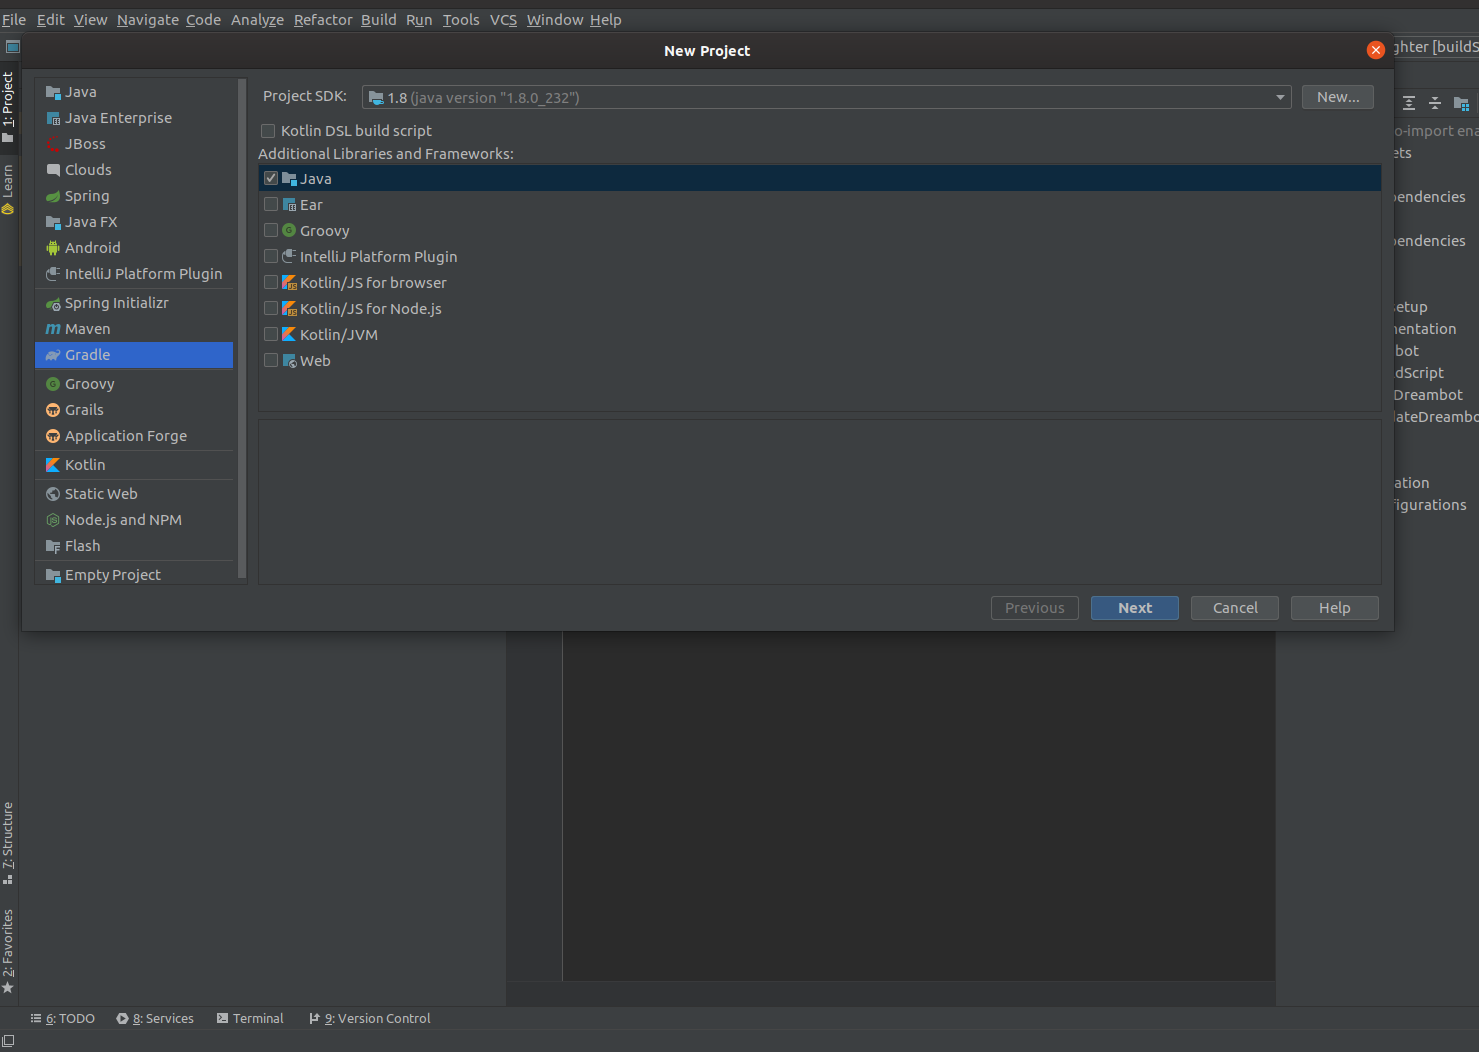 File Edit View Navigate Code Analyze Refactor Build Run Tools VCS Window Help
New Project
ghter [buildS
1: Project
Learn
7: Structure
2: Favorites
Java
Java Enterprise
JBoss
Clouds
Spring
Java FX
Android
IntelliJ Platform Plugin
Spring Initializr
Maven
Gradle
Groovy
Grails
Application Forge
Kotlin
Static Web
Node.js and NPM
Flash
Empty Project
Project SDK: 1.8 (java version "1.8.0_232") New...
Kotlin DSL build script
Additional Libraries and Frameworks:
Java
Ear
Groovy
IntelliJ Platform Plugin
Kotlin/JS for browser
Kotlin/JS for Node.js
Kotlin/JVM
Web
Previous Next Cancel Help
o-import ena
ets
endencies
endencies
setup
nentation
bot
dScript
Dreambot
lateDreambo
ation
figurations
6: TODO 8: Services Terminal 9: Version Control